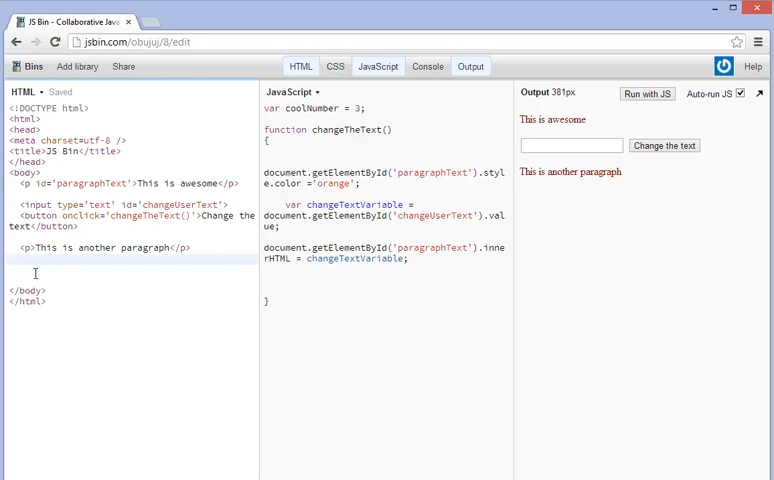 JS Bin - Collaborative Java
jsbin.com/obujuj/8/edit
Bins Add library Share HTML CSS JavaScript Console Output Help
HTML Saved
<!DOCTYPE html>
<html>
<head>
<meta charset=utf-8 />
<title>JS Bin</title>
</head>
<body>
<p id='paragraphText'>This is awesome</p>
<input type='text' id='changeUserText'>
<button onclick='changeTheText()'>Change the
text</button>
<p>This is another paragraph</p>
</body>
</html>
JavaScript
var coolNumber = 3;
function changeTheText()
{
document.getElementById('paragraphText').styl
e.color ='orange';
var changeTextVariable =
document.getElementById('changeUserText').val
ue;
document.getElementById('paragraphText').inne
rHTML = changeTextVariable;
}
Output 381px Run with JS Auto-run JS
This is awesome
Change the text
This is another paragraph